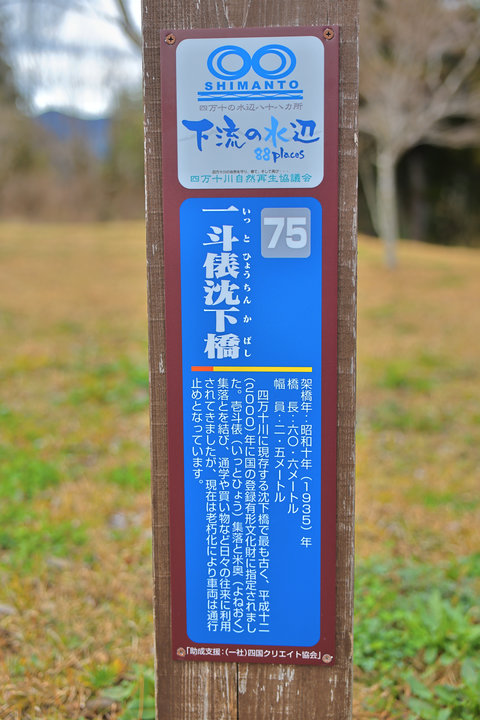 SHIMANTO
四万十の水辺八十八カ所
下流の水辺
88places
四万十川自然再生協議会
75
一斗俵沈下橋
いっとひょうちんかばし
架橋年：昭和十年（1935）年
橋　長：六〇・六メートル
幅　員：二・五メートル
四万十川に現存する沈下橋で最も古く、平成十二
（2000）年に国の登録有形文化財に指定されまし
た。壱斗俵（いっとひょう）集落と米奥（よねおく）
集落とを結び、通学や買い物など日々の往来に利用
されてきましたが、現在は老朽化により車両は通行
止めとなっています。
「助成支援：（一社）四国クリエイト協会」